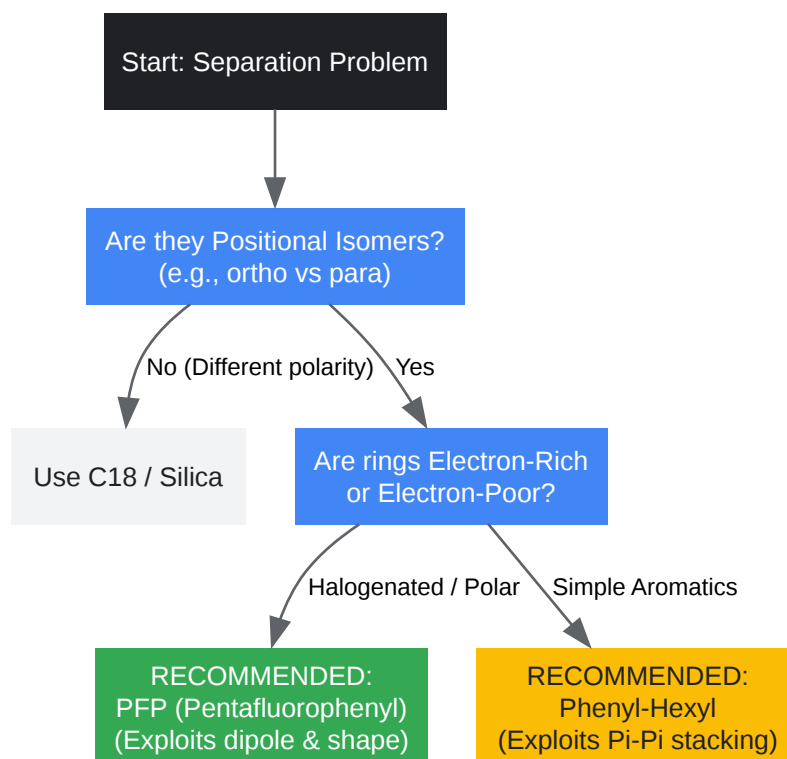 Start: Separation Problem
Are they Positional Isomers?
(e.g., ortho vs para)
No (Different polarity)
Yes
Use C18 / Silica
Are rings Electron-Rich
or Electron-Poor?
Halogenated / Polar
Simple Aromatics
RECOMMENDED:
PFP (Pentafluorophenyl)
(Exploits dipole & shape)
RECOMMENDED:
Phenyl-Hexyl
(Exploits Pi-Pi stacking)